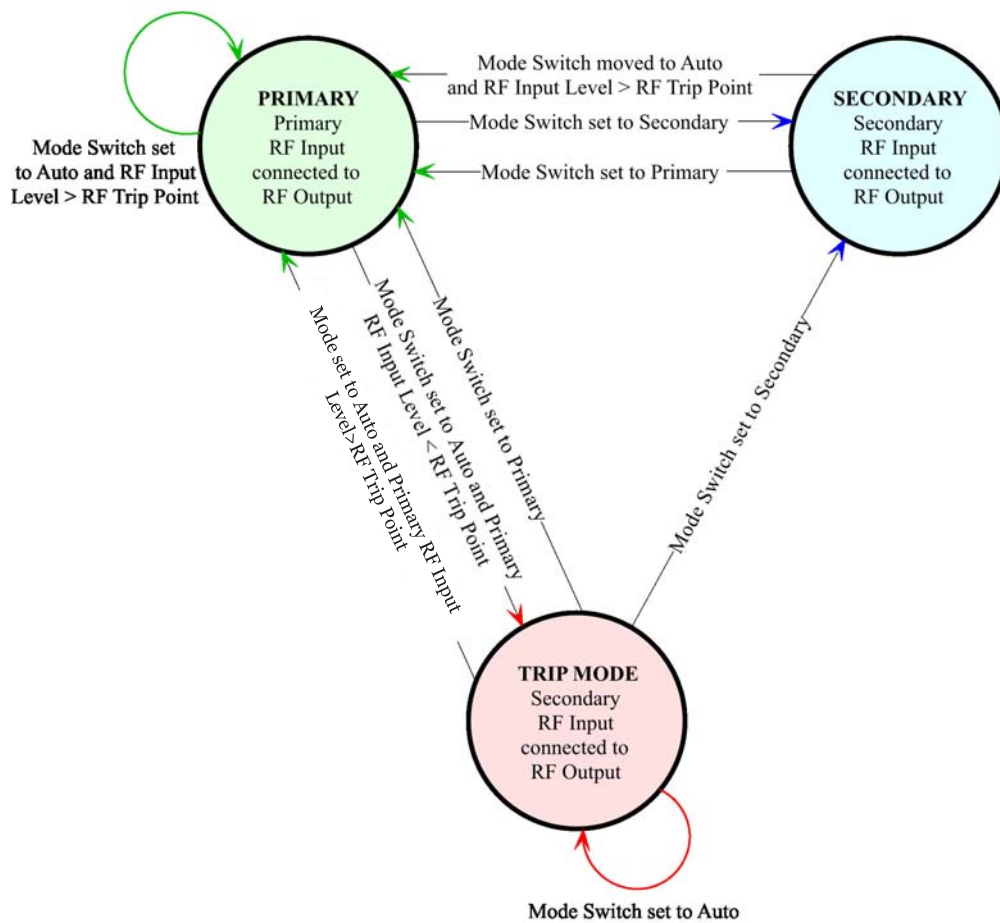 PRIMARY
Primary
RF Input
connected to
RF Output
Mode Switch moved to Auto
and RF Input Level > RF Trip Point
Mode Switch set to Secondary
Mode Switch set to Primary
SECONDARY
Secondary
RF Input
connected to
RF Output
Mode Switch set
to Auto and RF Input
Level > RF Trip Point
Mode set to Auto and Primary RF Input
Level>RF Trip Point
Mode Switch set to Auto and Primary
RF Input Level < RF Trip Point
Mode Switch set to Primary
Mode Switch set to Secondary
TRIP MODE
Secondary
RF Input
connected to
RF Output
Mode Switch set to Auto